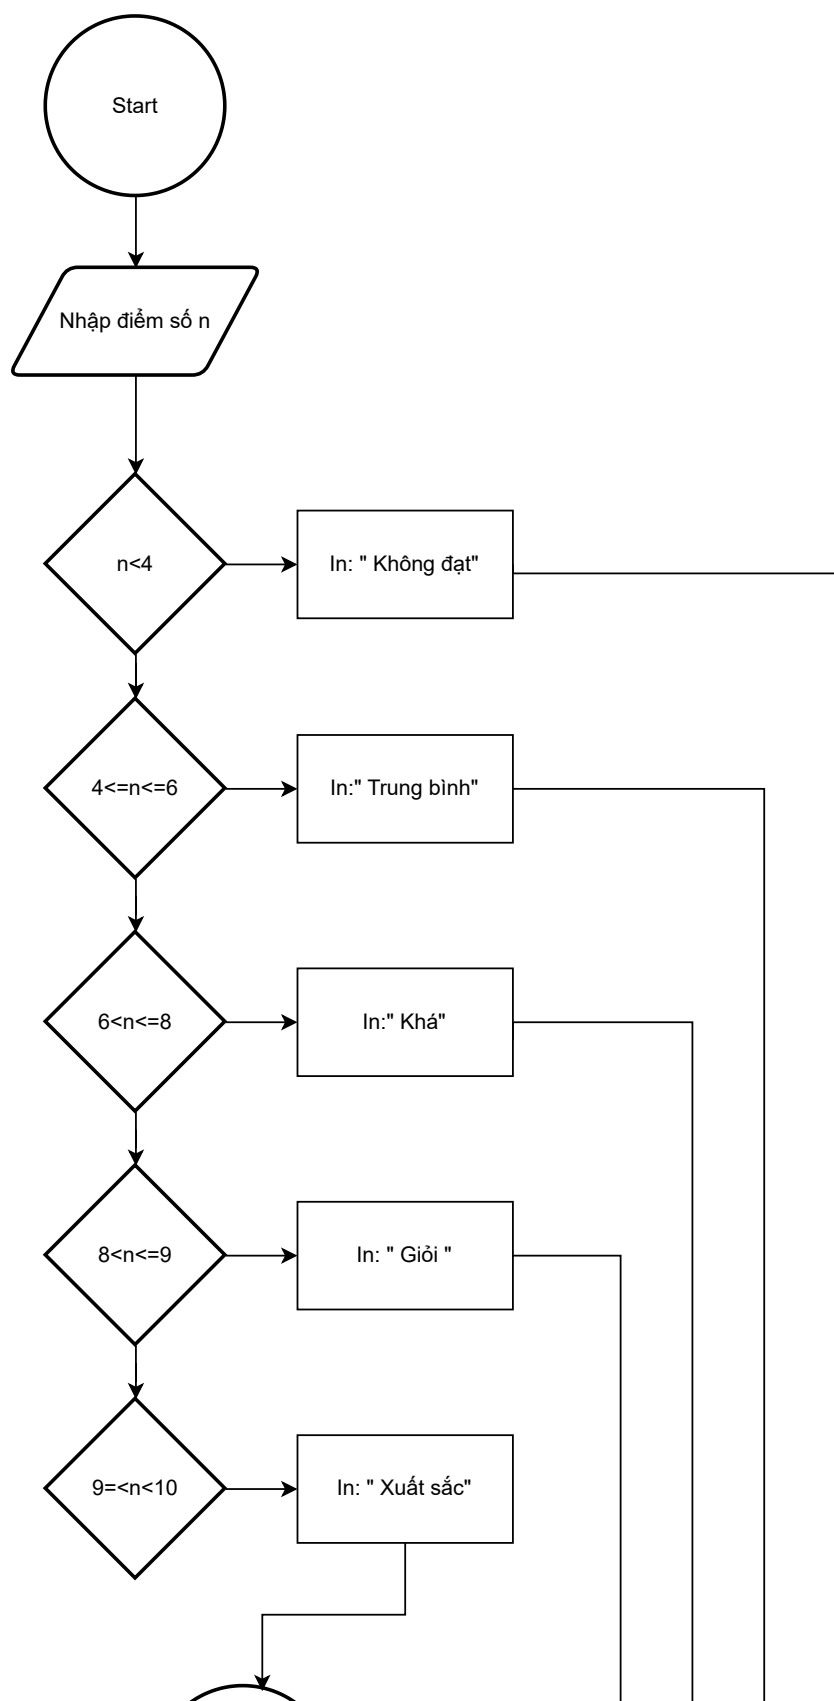 Start
Nhập điểm số n
n<4
In: " Không đạt"
4<=n<=6
In:" Trung bình"
6<n<=8
In:" Khá"
8<n<=9
In: " Giỏi "
9=<n<10
In: " Xuất sắc"